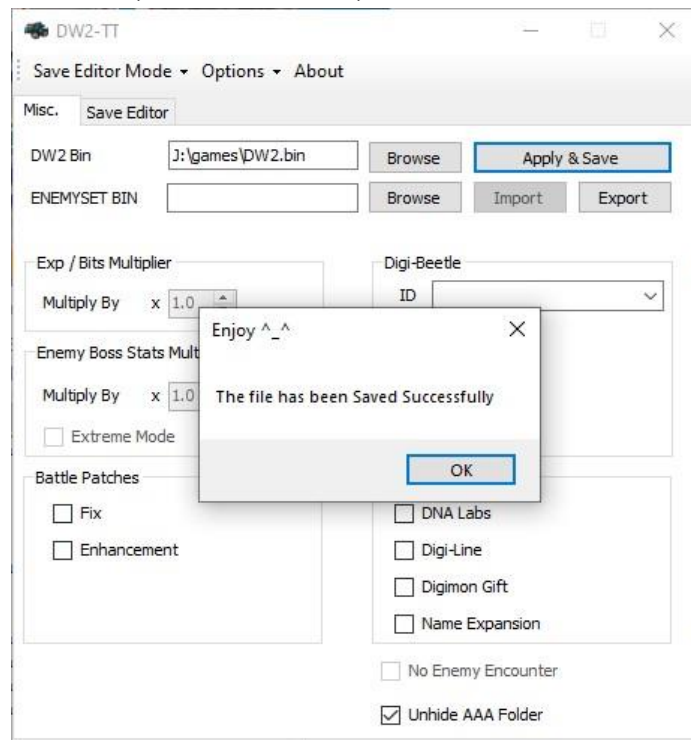 DW2-TT
Save Editor Mode Options About
Misc. Save Editor
DW2 Bin J:\games\DW2.bin Browse Apply & Save
ENEMYSET BIN Browse Import Export
Exp / Bits Multiplier Digi-Beetle
Multiply By x 1.0 ID
Enjoy ^_^
Enemy Boss Stats Mult
Multiply By x 1.0 The file has been Saved Successfully
Extreme Mode
OK
Battle Patches
Fix DNA Labs
Enhancement Digi-Line
Digimon Gift
Name Expansion
No Enemy Encounter
Unhide AAA Folder